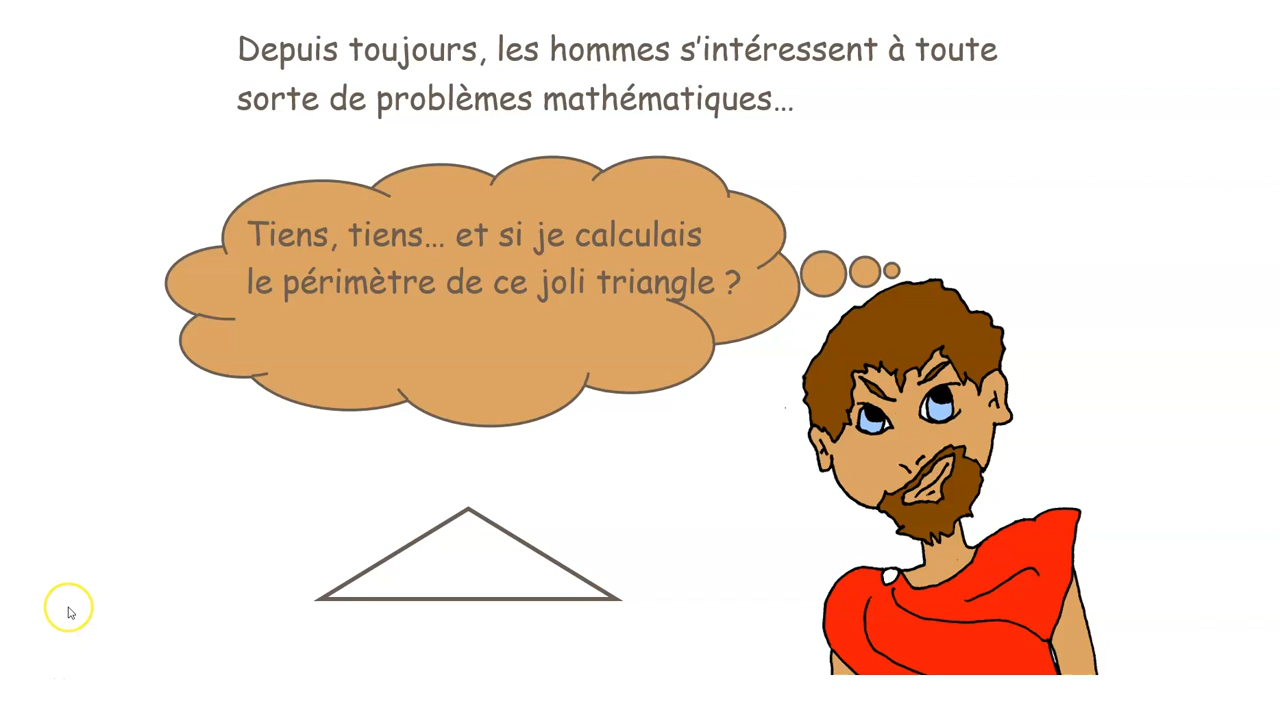 Depuis toujours, les hommes s'intéressent à toute
sorte de problèmes mathématiques…
Tiens, tiens… et si je calculais
le périmètre de ce joli triangle ?